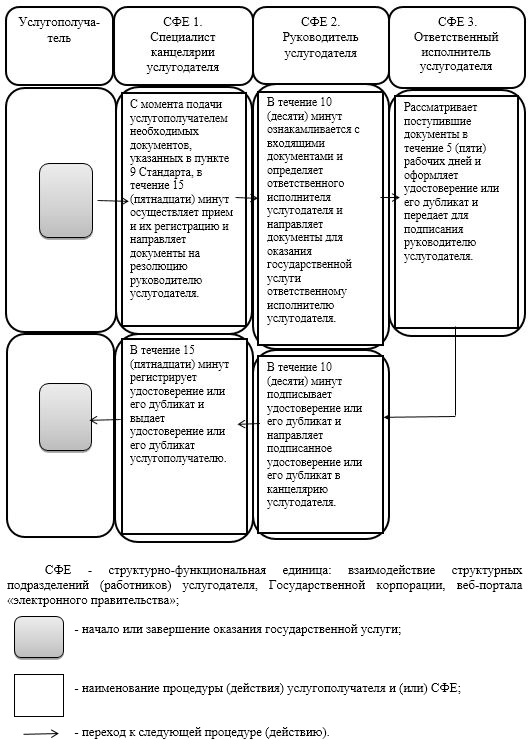 Услугополуча-
тель
СФЕ 1.
Специалист
канцелярии
услугодателя
СФЕ 2.
Руководитель
услугодателя
СФЕ 3.
Ответственный
исполнитель
услугодателя
С момента подачи
услугополучателем
необходимых
документов,
указанных в пункте
9 Стандарта, в
течение 15
(пятнадцати) минут
осуществляет прием
и их регистрацию и
направляет
документы на
резолюцию
руководителю
услугодателя.
В течение 10
(десяти) минут
ознакамливается с
входящими
документами и
определяет
ответственного
исполнителя
услугодателя и
направляет
документы для
оказания
государственной
услуги
ответственному
исполнителю
услугодателя.
Рассматривает
поступившие
документы в
течение 5 (пяти)
рабочих дней и
оформляет
удостоверение или
его дубликат и
передает для
подписания
руководителю
услугодателя.
В течение 15
(пятнадцати) минут
регистрирует
удостоверение или
его дубликат и
выдает
удостоверение или
его дубликат
услугополучателю.
В течение 10
(десяти) минут
подписывает
удостоверение или
его дубликат и
направляет
подписанное
удостоверение или
его дубликат в
канцелярию
услугодателя.
СФЕ - структурно-функциональная единица: взаимодействие структурных
подразделений (работников) услугодателя, Государственной корпорации, веб-портала
«электронного правительства»;
- начало или завершение оказания государственной услуги;
- наименование процедуры (действия) услугополучателя и (или) СФЕ;
- переход к следующей процедуре (действию).